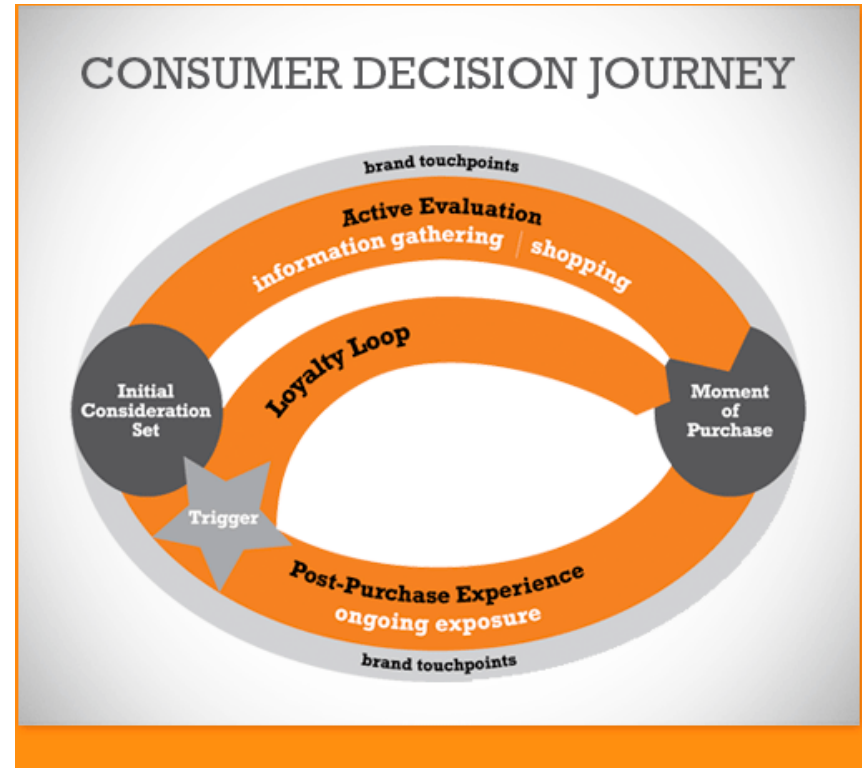 CONSUMER DECISION JOURNEY
brand touchpoints
Active Evaluation
information gathering | shopping
Loyalty Loop
Initial
Consideration
Set
Moment
of
Purchase
Trigger
Post-Purchase Experience
ongoing exposure
brand touchpoints